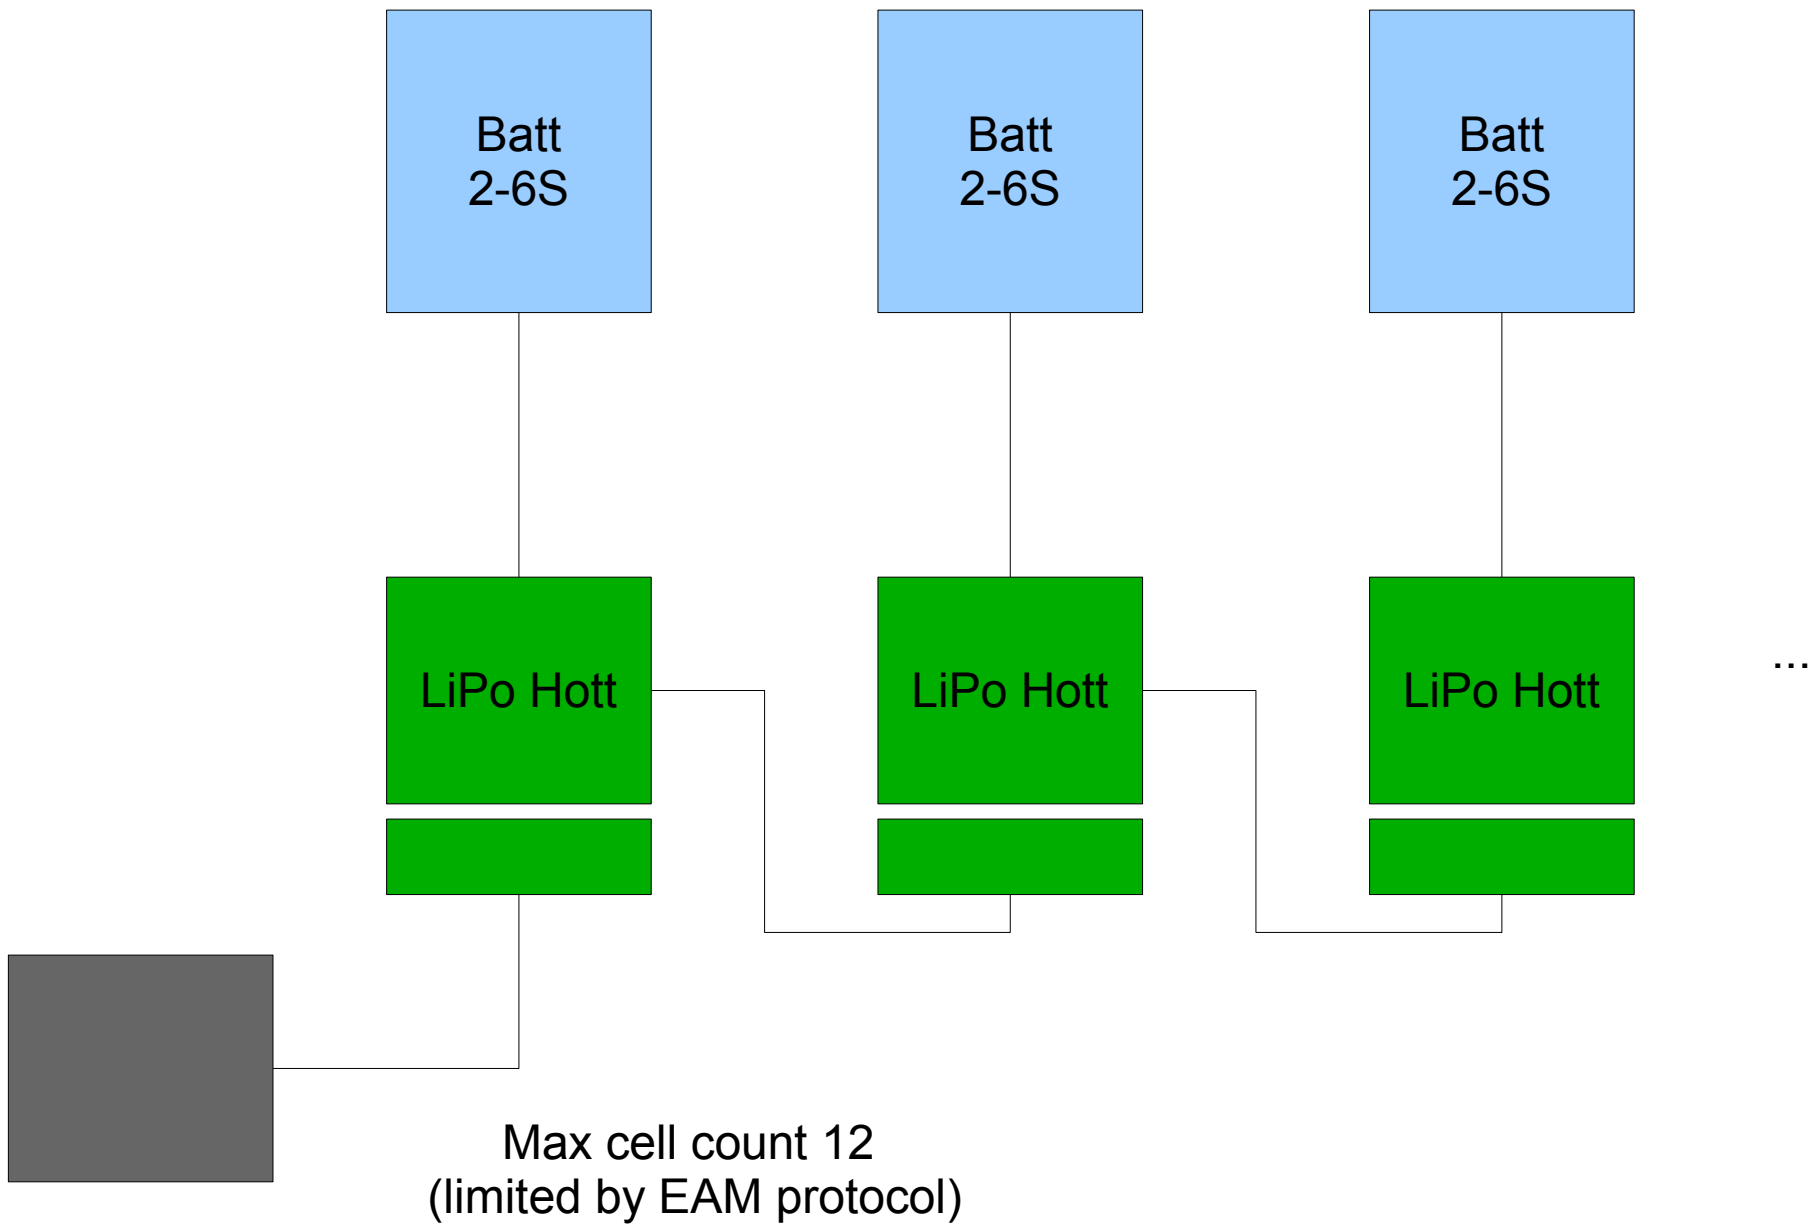 Batt
2-6S
Batt
2-6S
Batt
2-6S
LiPo Hott
LiPo Hott
LiPo Hott
...
Max cell count 12
(limited by EAM protocol)